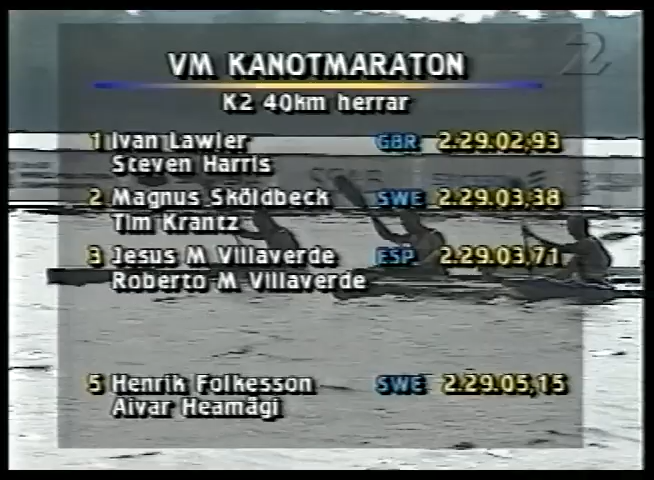 2
VM KANOTMARATON
K2 40km herrar
1 Ivan Lawler GBR 2.29.02,93
Steven Harris
2 Magnus Sköldbeck SWE 2.29.03,38
Tim Krantz
3 Jesus M Villaverde ESP 2.29.03,71
Roberto M Villaverde
5 Henrik Folkesson SWE 2.29.05,15
Aivar Heamägi